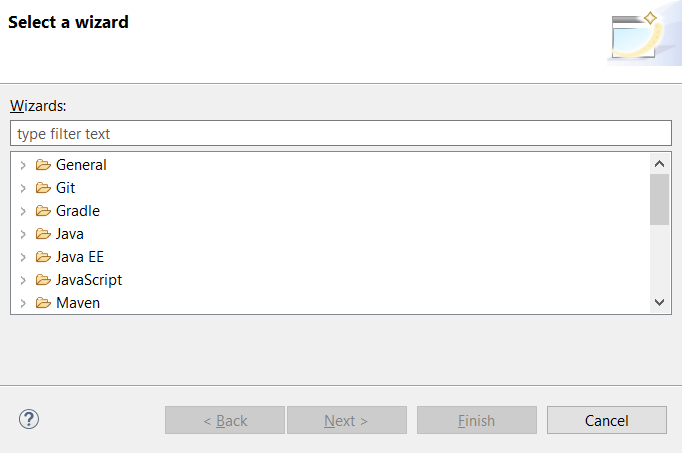 Select a wizard
Wizards:
type filter text
General
Git
Gradle
Java
Java EE
JavaScript
Maven
? < Back Next > Finish Cancel